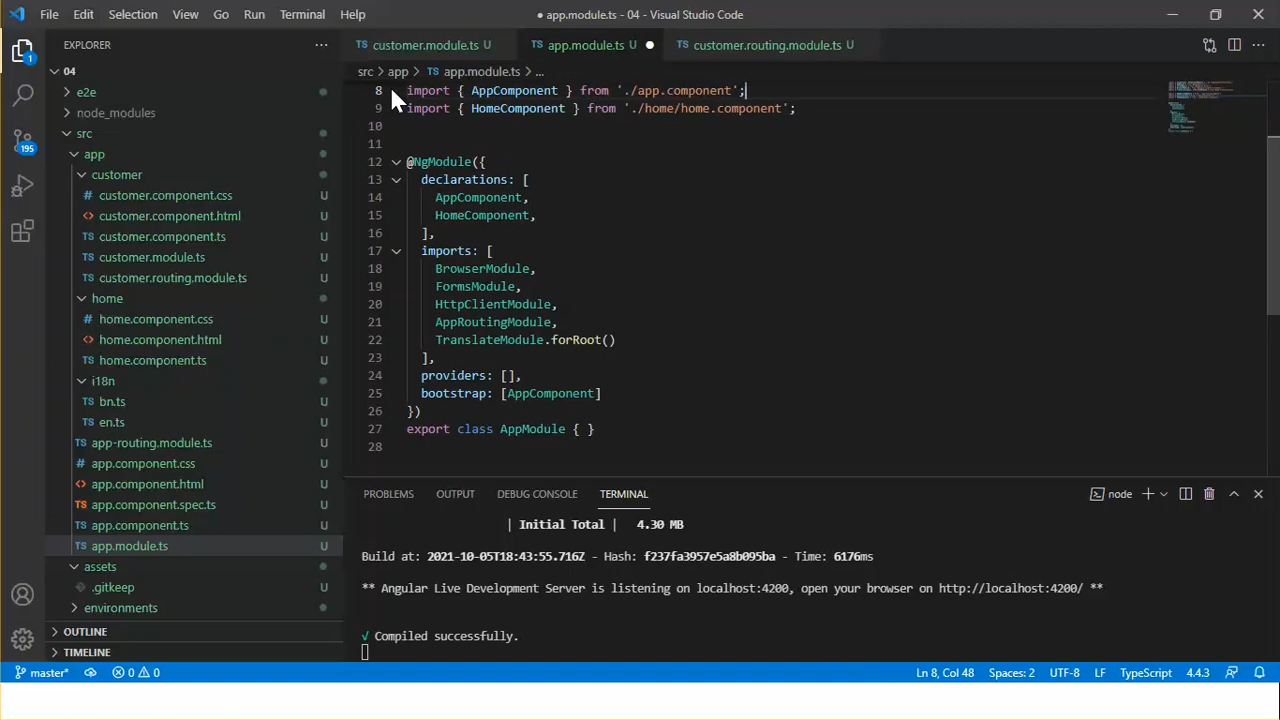 File Edit Selection View Go Run Terminal Help
● app.module.ts - 04 - Visual Studio Code
EXPLORER
04
e2e
node_modules
src
app
customer
customer.component.css U
customer.component.html U
customer.component.ts U
customer.module.ts U
customer.routing.module.ts U
home
home.component.css U
home.component.html U
home.component.ts U
i18n
bn.ts U
en.ts U
app-routing.module.ts U
app.component.css U
app.component.html U
app.component.spec.ts U
app.component.ts U
app.module.ts U
assets
.gitkeep U
environments
OUTLINE
TIMELINE
1
195
TS customer.module.ts U TS app.module.ts U TS customer.routing.module.ts U
src > app > TS app.module.ts > ...
8 import { AppComponent } from './app.component';
9 import { HomeComponent } from './home/home.component';
10
11
12 @NgModule({
13 declarations: [
14 AppComponent,
15 HomeComponent,
16 ],
17 imports: [
18 BrowserModule,
19 FormsModule,
20 HttpClientModule,
21 AppRoutingModule,
22 TranslateModule.forRoot()
23 ],
24 providers: [],
25 bootstrap: [AppComponent]
26 })
27 export class AppModule { }
28
PROBLEMS OUTPUT DEBUG CONSOLE TERMINAL node
| Initial Total | 4.30 MB
Build at: 2021-10-05T18:43:55.716Z - Hash: f237fa3957e5a8b095ba - Time: 6176ms
** Angular Live Development Server is listening on localhost:4200, open your browser on http://localhost:4200/ **
√ Compiled successfully.
master* 0 0 Ln 8, Col 48 Spaces: 2 UTF-8 LF TypeScript 4.4.3